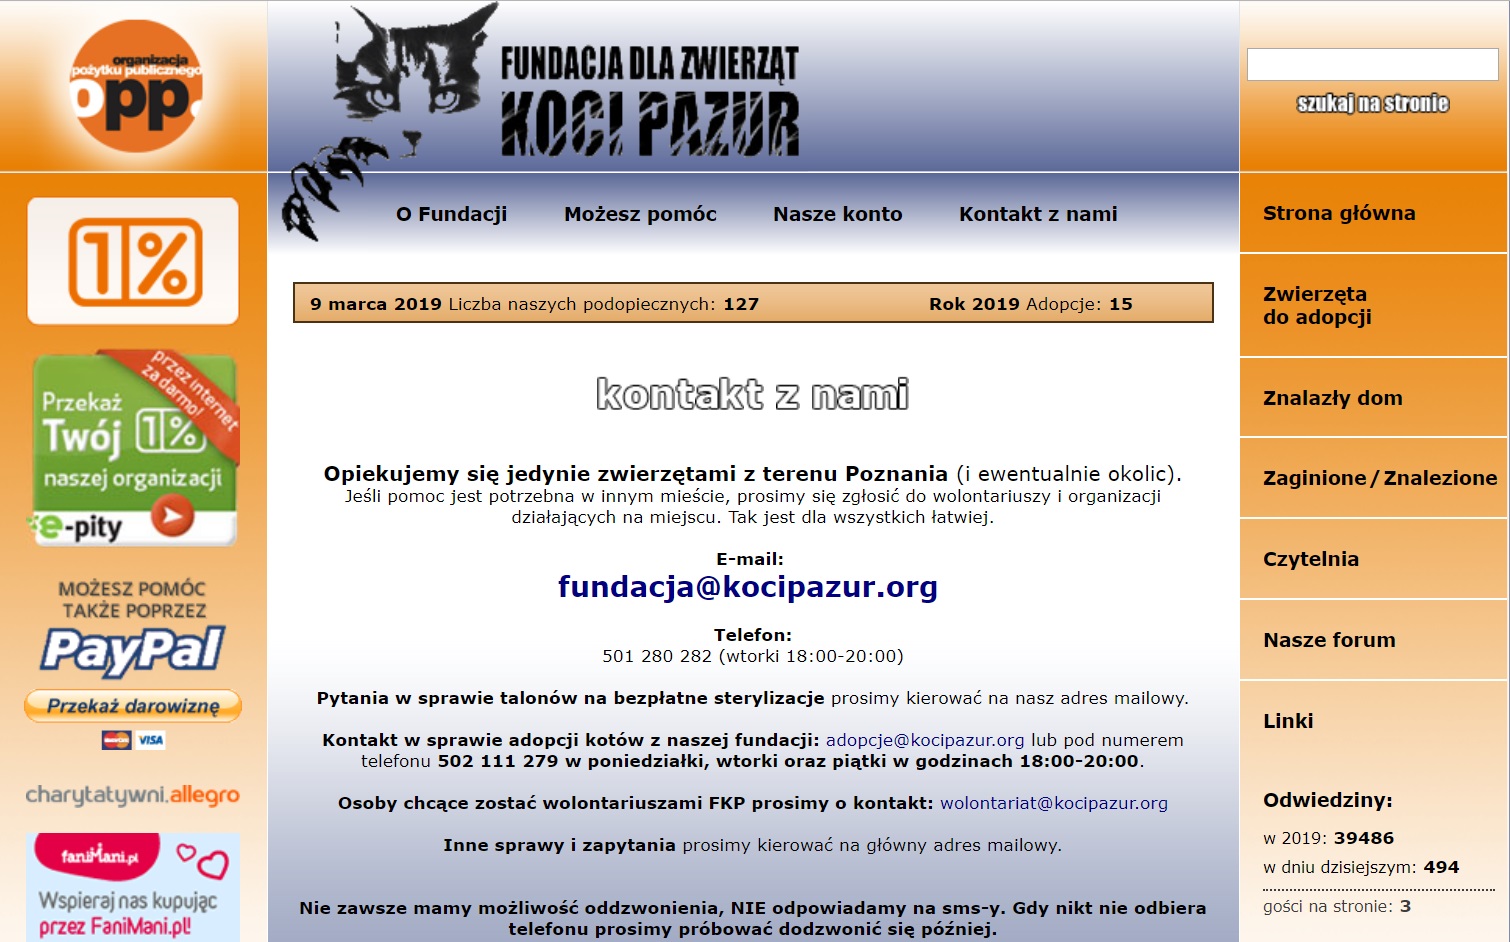 organizacja
pożytku publicznego
opp.
1%
przez internet
za darmo!
Przekaż
Twój 1%
naszej organizacji
e-pity
MOŻESZ POMÓC
TAKŻE POPRZEZ
PayPal
Przekaż darowiznę
MasterCard VISA
charytatywni.allegro
faniMani.pl
Wspieraj nas kupując
przez FaniMani.pl!
FUNDACJA DLA ZWIERZĄT
KOCI PAZUR
O Fundacji Możesz pomóc Nasze konto Kontakt z nami
9 marca 2019 Liczba naszych podopiecznych: 127 Rok 2019 Adopcje: 15
kontakt z nami
Opiekujemy się jedynie zwierzętami z terenu Poznania (i ewentualnie okolic).
Jeśli pomoc jest potrzebna w innym mieście, prosimy się zgłosić do wolontariuszy i organizacji
działających na miejscu. Tak jest dla wszystkich łatwiej.
E-mail:
fundacja@kocipazur.org
Telefon:
501 280 282 (wtorki 18:00-20:00)
Pytania w sprawie talonów na bezpłatne sterylizacje prosimy kierować na nasz adres mailowy.
Kontakt w sprawie adopcji kotów z naszej fundacji: adopcje@kocipazur.org lub pod numerem
telefonu 502 111 279 w poniedziałki, wtorki oraz piątki w godzinach 18:00-20:00.
Osoby chcące zostać wolontariuszami FKP prosimy o kontakt: wolontariat@kocipazur.org
Inne sprawy i zapytania prosimy kierować na główny adres mailowy.
Nie zawsze mamy możliwość oddzwonienia, NIE odpowiadamy na sms-y. Gdy nikt nie odbiera
telefonu prosimy próbować dodzwonić się później.
szukaj na stronie
Strona główna
Zwierzęta
do adopcji
Znalazły dom
Zaginione / Znalezione
Czytelnia
Nasze forum
Linki
Odwiedziny:
w 2019: 39486
w dniu dzisiejszym: 494
gości na stronie: 3